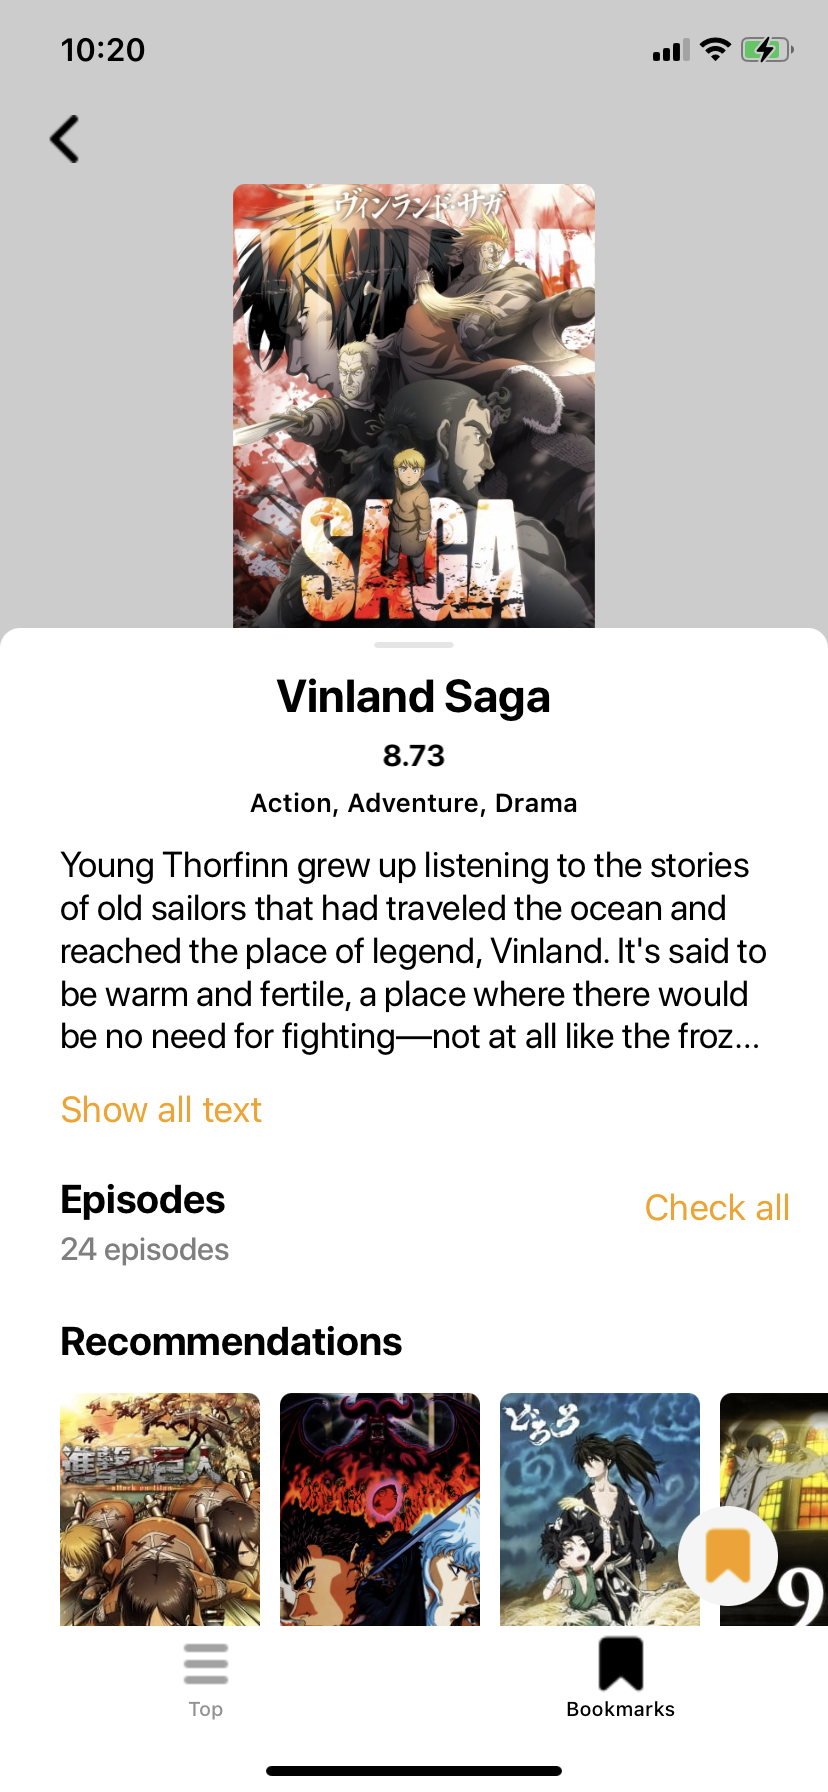 10:20
ヴィンランド・サガ
SAGA
Vinland Saga
8.73
Action, Adventure, Drama
Young Thorfinn grew up listening to the stories
of old sailors that had traveled the ocean and
reached the place of legend, Vinland. It's said to
be warm and fertile, a place where there would
be no need for fighting—not at all like the froz...
Show all text
Episodes
Check all
24 episodes
Recommendations
進撃の巨人
attack on titan
どろろ
9
Top
Bookmarks